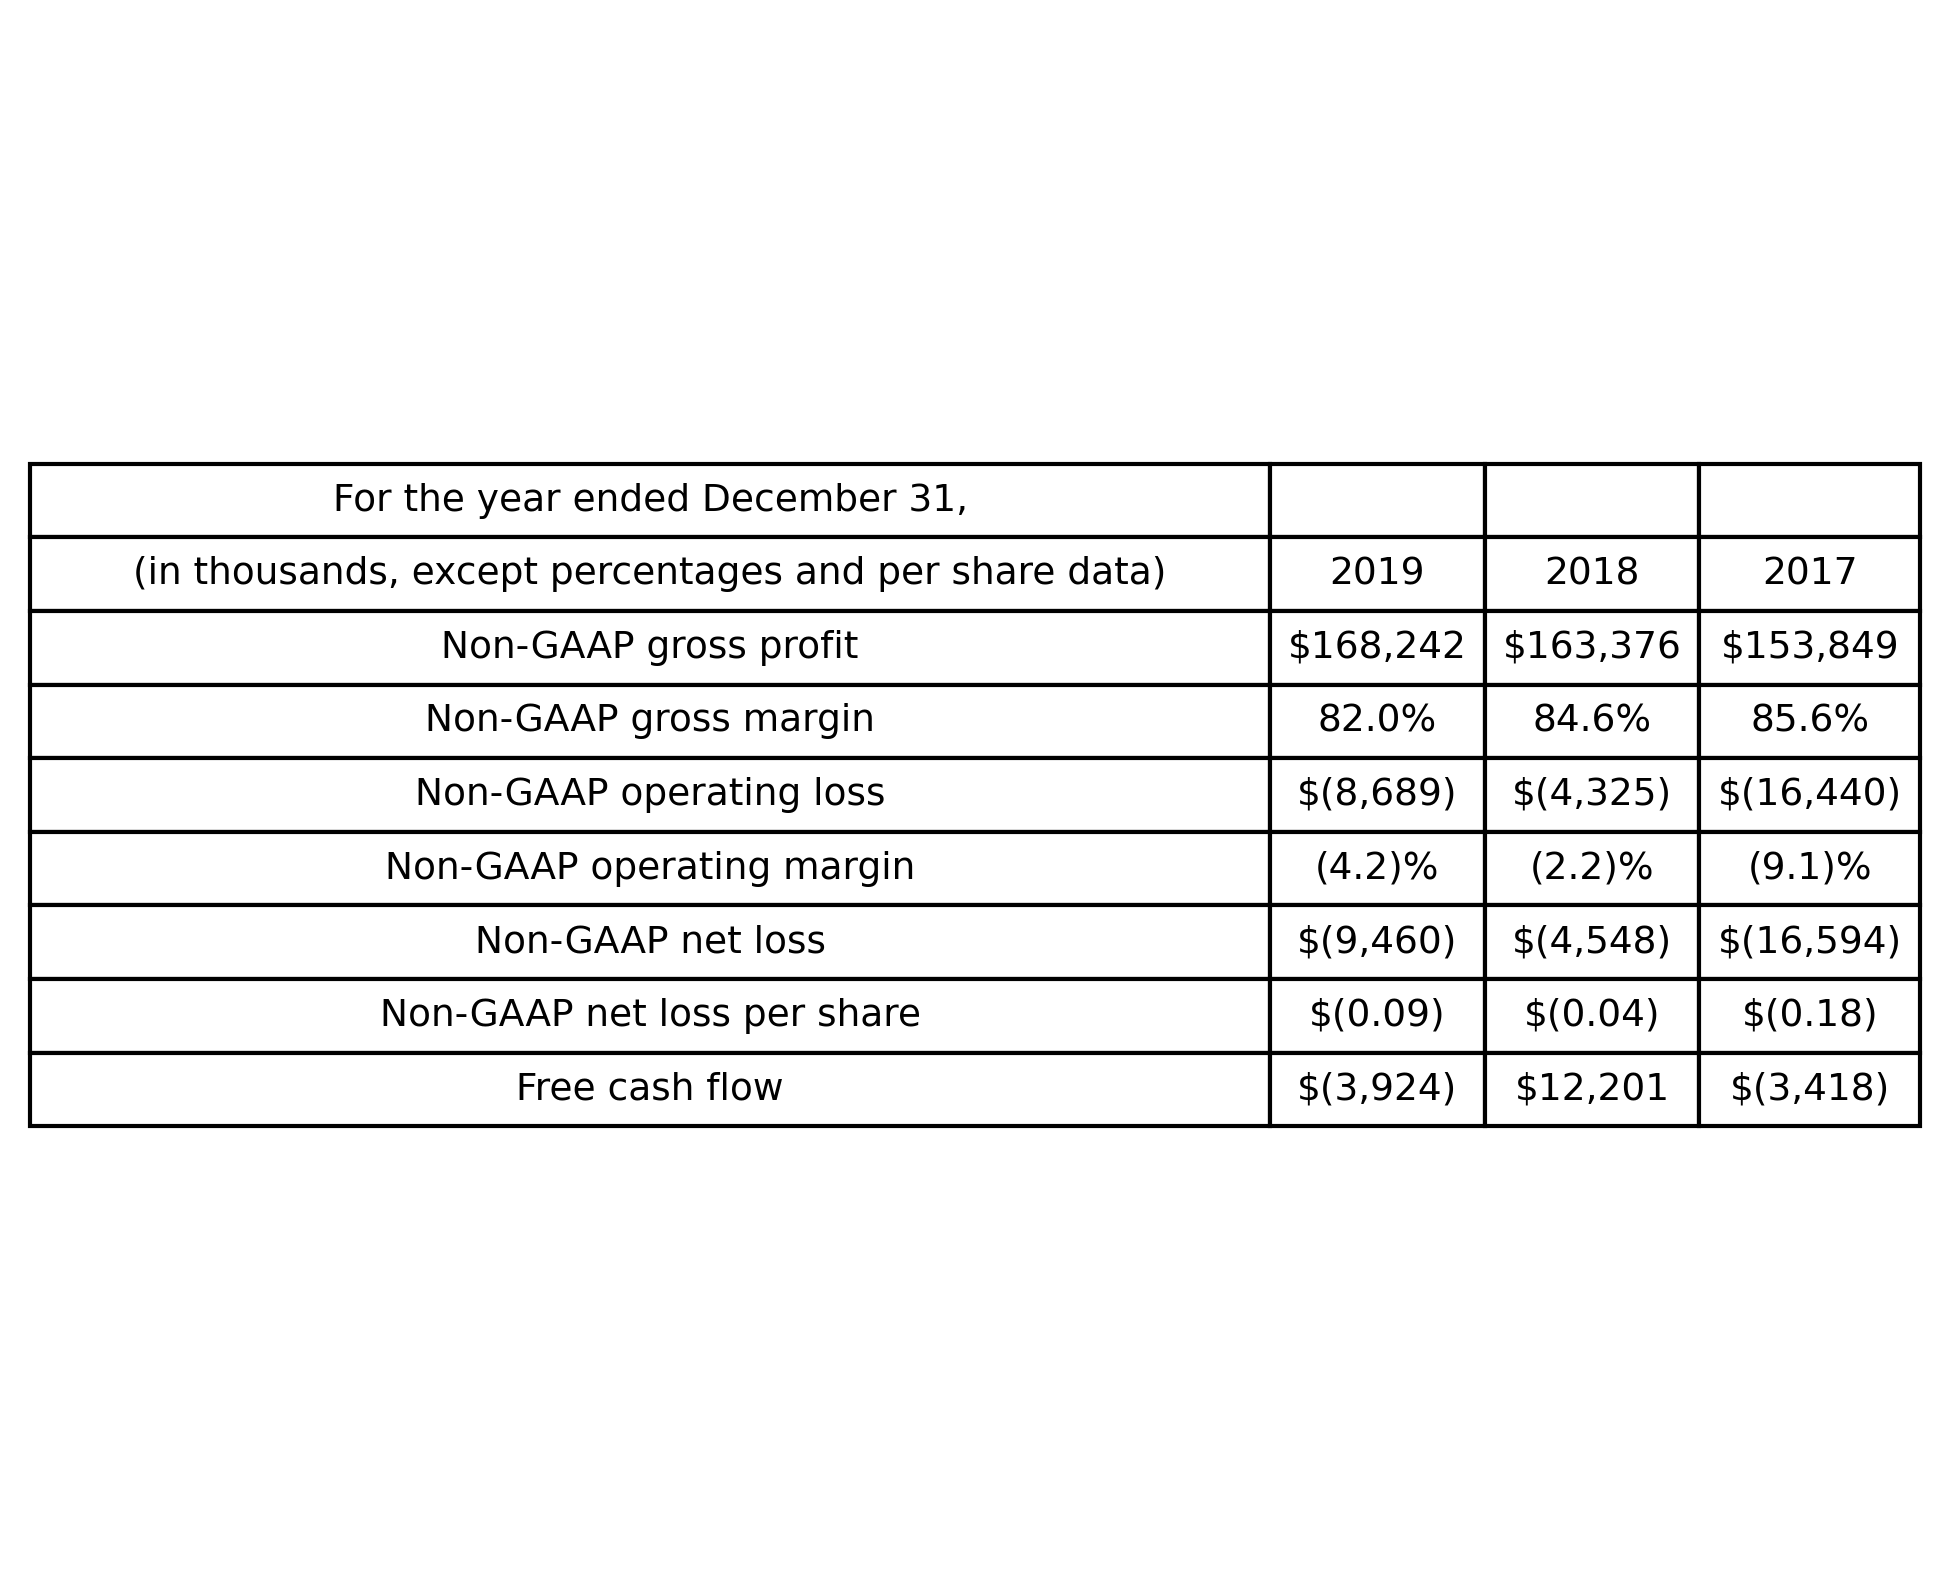 For the year ended December 31,
(in thousands, except percentages and per share data) 2019 2018 2017
Non-GAAP gross profit $168,242 $163,376 $153,849
Non-GAAP gross margin 82.0% 84.6% 85.6%
Non-GAAP operating loss $(8,689) $(4,325) $(16,440)
Non-GAAP operating margin (4.2)% (2.2)% (9.1)%
Non-GAAP net loss $(9,460) $(4,548) $(16,594)
Non-GAAP net loss per share $(0.09) $(0.04) $(0.18)
Free cash flow $(3,924) $12,201 $(3,418)